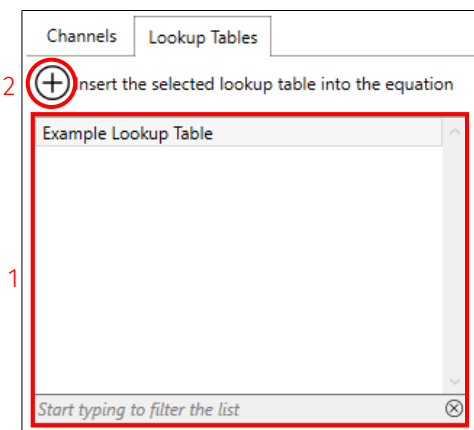 Channels Lookup Tables
2 Insert the selected lookup table into the equation
Example Lookup Table
1
Start typing to filter the list